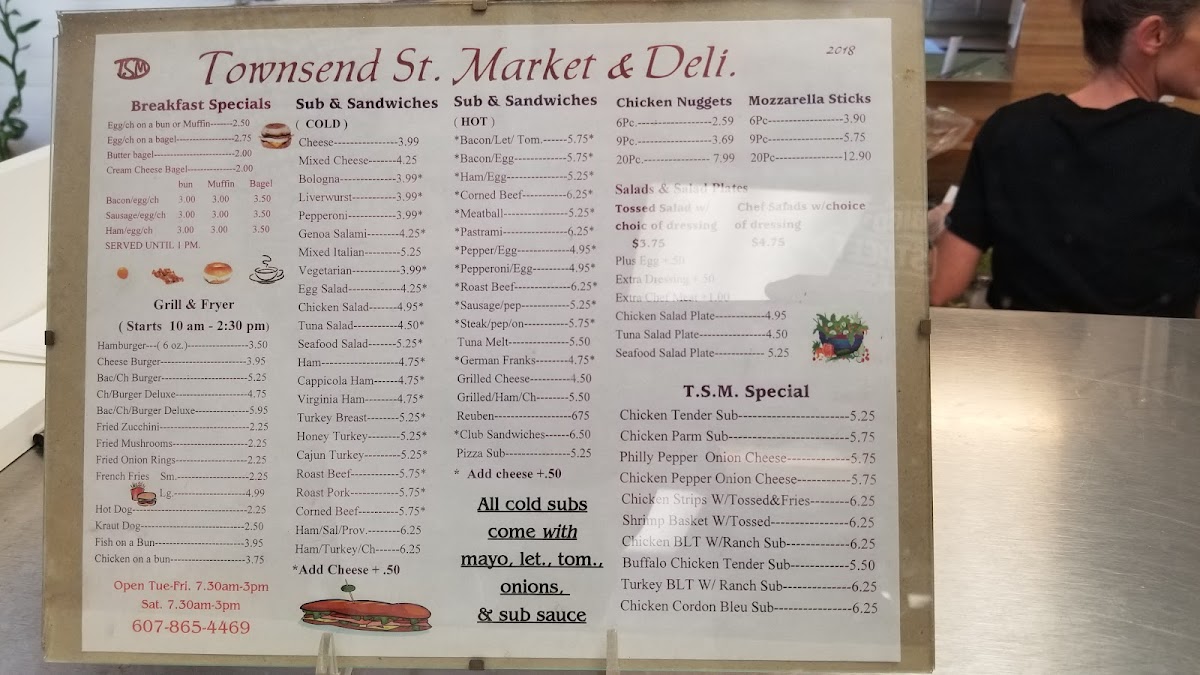 TSM
Townsend St. Market & Deli.
2018
Breakfast Specials
Egg/ch on a bun or Muffin-------2.50
Egg/ch on a bagel------------------2.75
Butter bagel------------------2.00
Cream Cheese Bagel---------------2.00
bun Muffin Bagel
Bacon/egg/ch 3.00 3.00 3.50
Sausage/egg/ch 3.00 3.00 3.50
Ham/egg/ch 3.00 3.00 3.50
SERVED UNTIL 1 PM.
Grill & Fryer
( Starts 10 am - 2:30 pm)
Hamburger---( 6 oz.)------------------3.50
Cheese Burger----------------------3.95
Bac/Ch Burger----------------------5.25
Ch/Burger Deluxe------------------4.75
Bac/Ch/Burger Deluxe--------------5.95
Fried Zucchini-----------------------2.25
Fried Mushrooms-------------------2.25
Fried Onion Rings------------------2.25
French Fries Sm.-------------------2.25
Lg.-------------------4.99
Hot Dog-----------------------------2.25
Kraut Dog---------------------------2.50
Fish on a Bun-----------------------3.95
Chicken on a bun-------------------3.75
Open Tue-Fri. 7.30am-3pm
Sat. 7.30am-3pm
607-865-4469
Sub & Sandwiches
( COLD )
Cheese------------------3.99
Mixed Cheese-------4.25
Bologna---------------3.99*
Liverwurst------------3.99*
Pepperoni-------------3.99*
Genoa Salami--------4.25*
Mixed Italian--------5.25
Vegetarian------------3.99*
Egg Salad-------------4.25*
Chicken Salad-------4.95*
Tuna Salad-----------4.50*
Seafood Salad-------5.25*
Ham-------------------4.75*
Cappicola Ham------4.75*
Virginia Ham--------4.75*
Turkey Breast--------5.25*
Honey Turkey--------5.25*
Cajun Turkey---------5.25*
Roast Beef------------5.75*
Roast Pork------------5.75*
Corned Beef----------5.75*
Ham/Sal/Prov.--------6.25
Ham/Turkey/Ch------6.25
*Add Cheese + .50
Sub & Sandwiches
( HOT )
*Bacon/Let/ Tom.------5.75*
*Bacon/Egg------------5.75*
*Ham/Egg--------------5.25*
*Corned Beef----------6.25*
*Meatball---------------5.25*
*Pastrami---------------6.25*
*Pepper/Egg-----------4.95*
*Pepperoni/Egg--------4.95*
*Roast Beef------------6.25*
*Sausage/pep----------5.25*
*Steak/pep/on----------5.75*
Tuna Melt-------------5.50
*German Franks-------4.75*
Grilled Cheese--------4.50
Grilled/Ham/Ch-------5.50
Reuben-----------------675
*Club Sandwiches------6.50
Pizza Sub--------------5.25
* Add cheese +.50
All cold subs
come with
mayo, let., tom.,
onions,
& sub sauce
Chicken Nuggets
6Pc.------------------2.59
9Pc.------------------3.69
20Pc.---------------- 7.99
Mozzarella Sticks
6Pc------------------3.90
9Pc------------------5.75
20Pc-----------------12.90
Salads & Salad Plates
Tossed Salad w/
choic of dressing
$3.75
Chef Salads w/choice
of dressing
$4.75
Plus Egg +.50
Extra Dressing +.50
Extra Chef Meat +1.00
Chicken Salad Plate-------------4.95
Tuna Salad Plate-----------------4.50
Seafood Salad Plate------------- 5.25
T.S.M. Special
Chicken Tender Sub-------------------5.25
Chicken Parm Sub---------------------5.75
Philly Pepper Onion Cheese--------------5.75
Chicken Pepper Onion Cheese-----------5.75
Chicken Strips W/Tossed&Fries--------6.25
Shrimp Basket W/Tossed---------------6.25
Chicken BLT W/Ranch Sub-----------6.25
Buffalo Chicken Tender Sub-----------5.50
Turkey BLT W/ Ranch Sub------------6.25
Chicken Cordon Bleu Sub--------------6.25